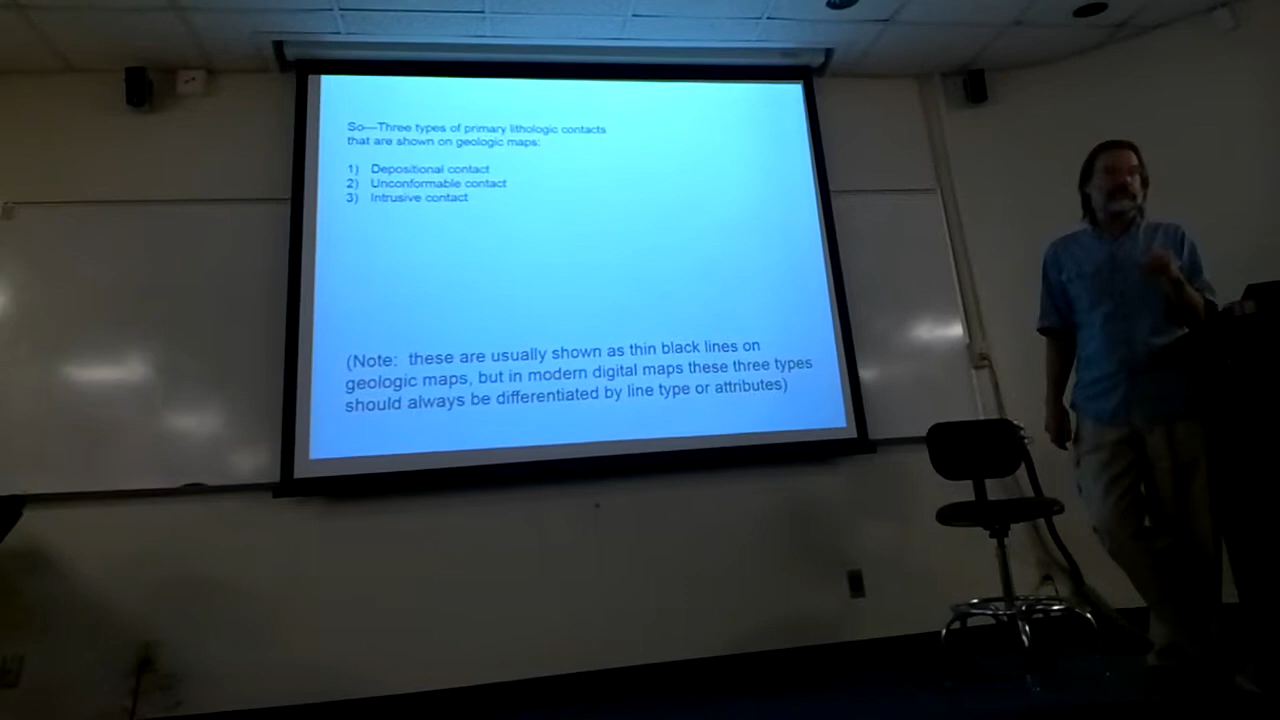 So—Three types of primary lithologic contacts
that are shown on geologic maps:
1) Depositional contact
2) Unconformable contact
3) Intrusive contact
(Note: these are usually shown as thin black lines on
geologic maps, but in modern digital maps these three types
should always be differentiated by line type or attributes)